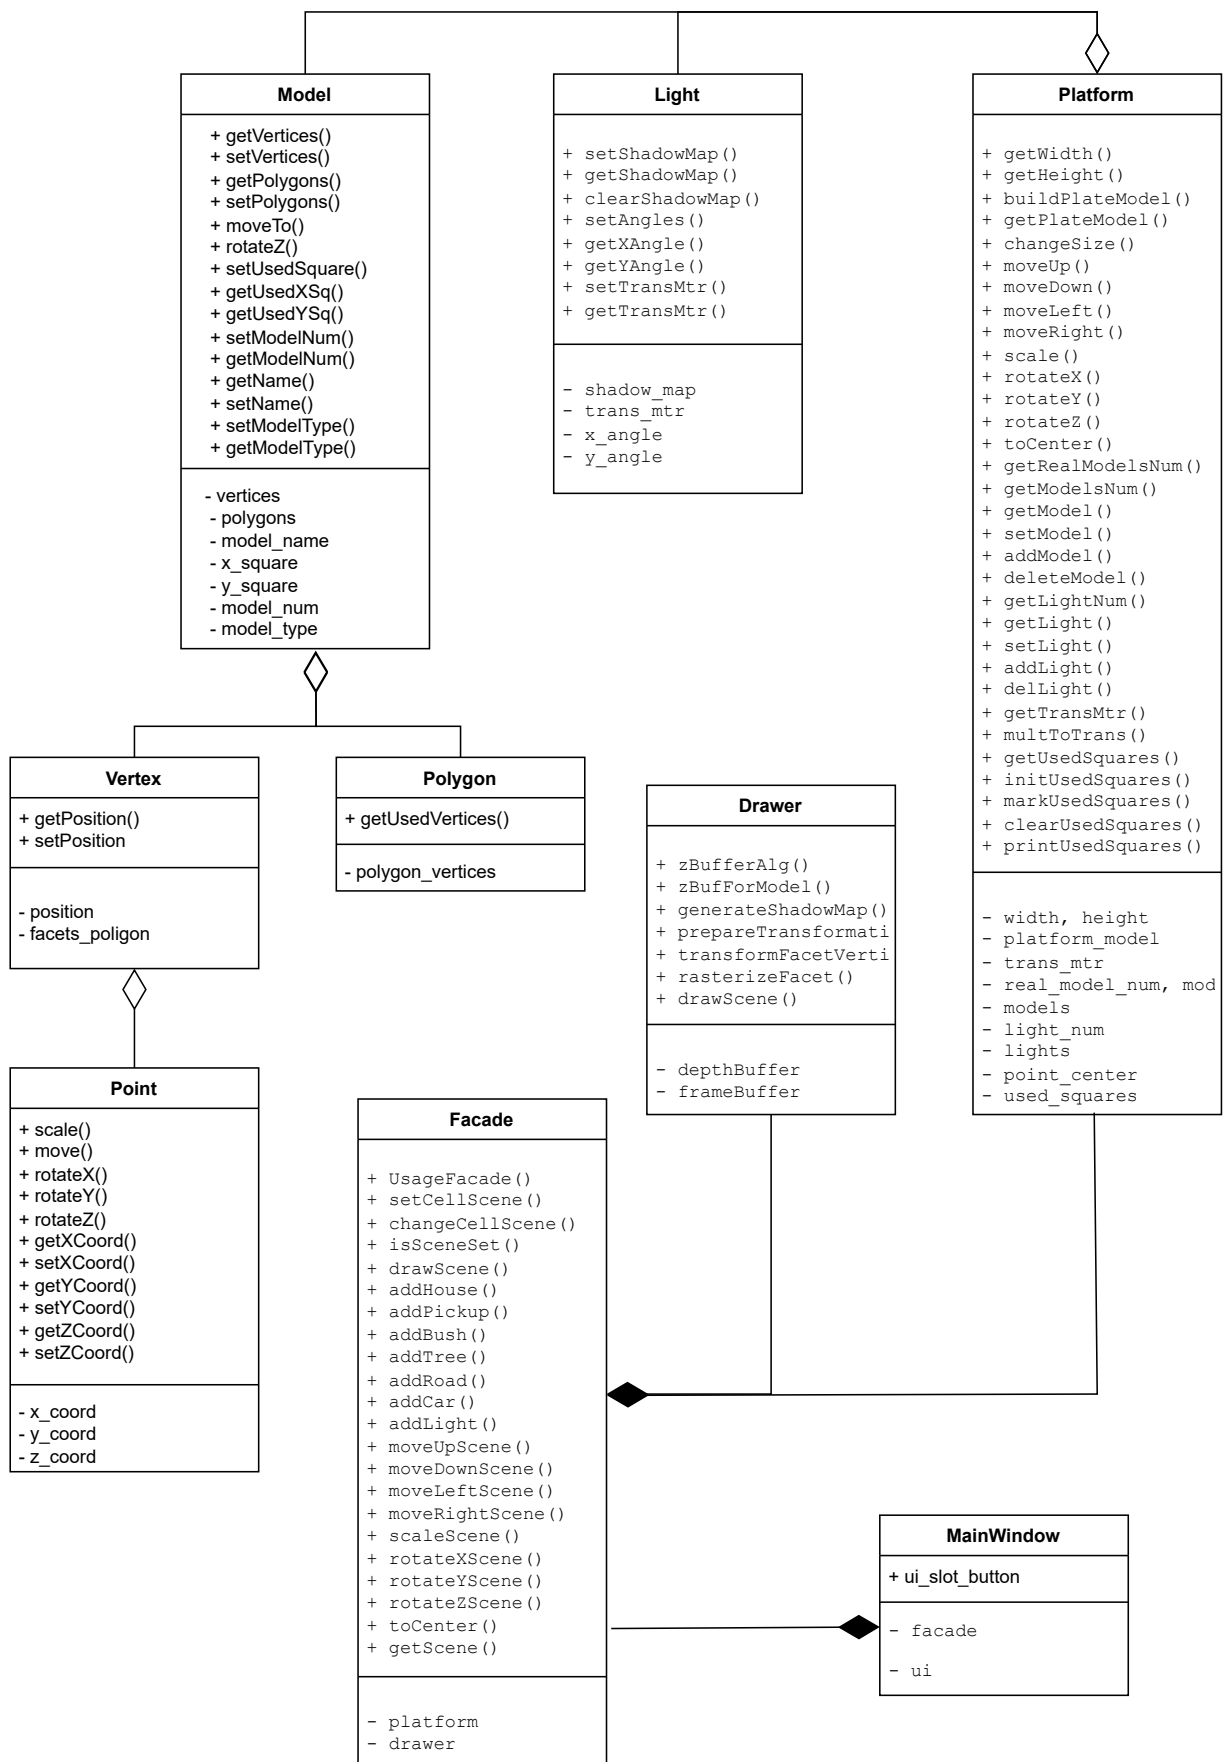 Model
+ getVertices()
+ setVertices()
+ getPolygons()
+ setPolygons()
+ moveTo()
+ rotateZ()
+ setUsedSquare()
+ getUsedXSq()
+ getUsedYSq()
+ setModelNum()
+ getModelNum()
+ getName()
+ setName()
+ setModelType()
+ getModelType()
- vertices
- polygons
- model_name
- x_square
- y_square
- model_num
- model_type
Light
+ setShadowMap()
+ getShadowMap()
+ clearShadowMap()
+ setAngles()
+ getXAngle()
+ getYAngle()
+ setTransMtr()
+ getTransMtr()
- shadow_map
- trans_mtr
- x_angle
- y_angle
Platform
+ getWidth()
+ getHeight()
+ buildPlateModel()
+ getPlateModel()
+ changeSize()
+ moveUp()
+ moveDown()
+ moveLeft()
+ moveRight()
+ scale()
+ rotateX()
+ rotateY()
+ rotateZ()
+ toCenter()
+ getRealModelsNum()
+ getModelsNum()
+ getModel()
+ setModel()
+ addModel()
+ deleteModel()
+ getLightNum()
+ getLight()
+ setLight()
+ addLight()
+ delLight()
+ getTransMtr()
+ multToTrans()
+ getUsedSquares()
+ initUsedSquares()
+ markUsedSquares()
+ clearUsedSquares()
+ printUsedSquares()
- width, height
- platform_model
- trans_mtr
- real_model_num, mod
- models
- light_num
- lights
- point_center
- used_squares
Vertex
+ getPosition()
+ setPosition
- position
- facets_poligon
Polygon
+ getUsedVertices()
- polygon_vertices
Drawer
+ zBufferAlg()
+ zBufForModel()
+ generateShadowMap()
+ prepareTransformati
+ transformFacetVerti
+ rasterizeFacet()
+ drawScene()
- depthBuffer
- frameBuffer
Point
+ scale()
+ move()
+ rotateX()
+ rotateY()
+ rotateZ()
+ getXCoord()
+ setXCoord()
+ getYCoord()
+ setYCoord()
+ getZCoord()
+ setZCoord()
- x_coord
- y_coord
- z_coord
Facade
+ UsageFacade()
+ setCellScene()
+ changeCellScene()
+ isSceneSet()
+ drawScene()
+ addHouse()
+ addPickup()
+ addBush()
+ addTree()
+ addRoad()
+ addCar()
+ addLight()
+ moveUpScene()
+ moveDownScene()
+ moveLeftScene()
+ moveRightScene()
+ scaleScene()
+ rotateXScene()
+ rotateYScene()
+ rotateZScene()
+ toCenter()
+ getScene()
- platform
- drawer
MainWindow
+ ui_slot_button
- facade
- ui